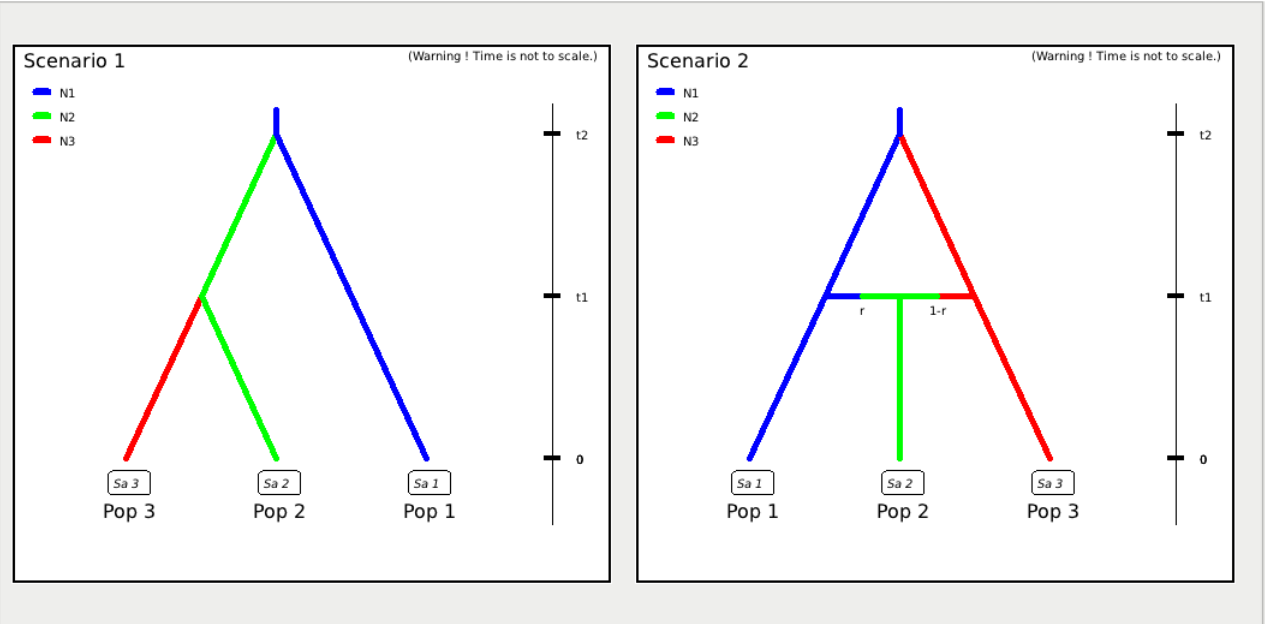 Scenario 1
(Warning ! Time is not to scale.)
N1
N2
N3
t2
t1
0
Sa 3
Sa 2
Sa 1
Pop 3
Pop 2
Pop 1
Scenario 2
(Warning ! Time is not to scale.)
N1
N2
N3
t2
t1
r
1-r
0
Sa 1
Sa 2
Sa 3
Pop 1
Pop 2
Pop 3